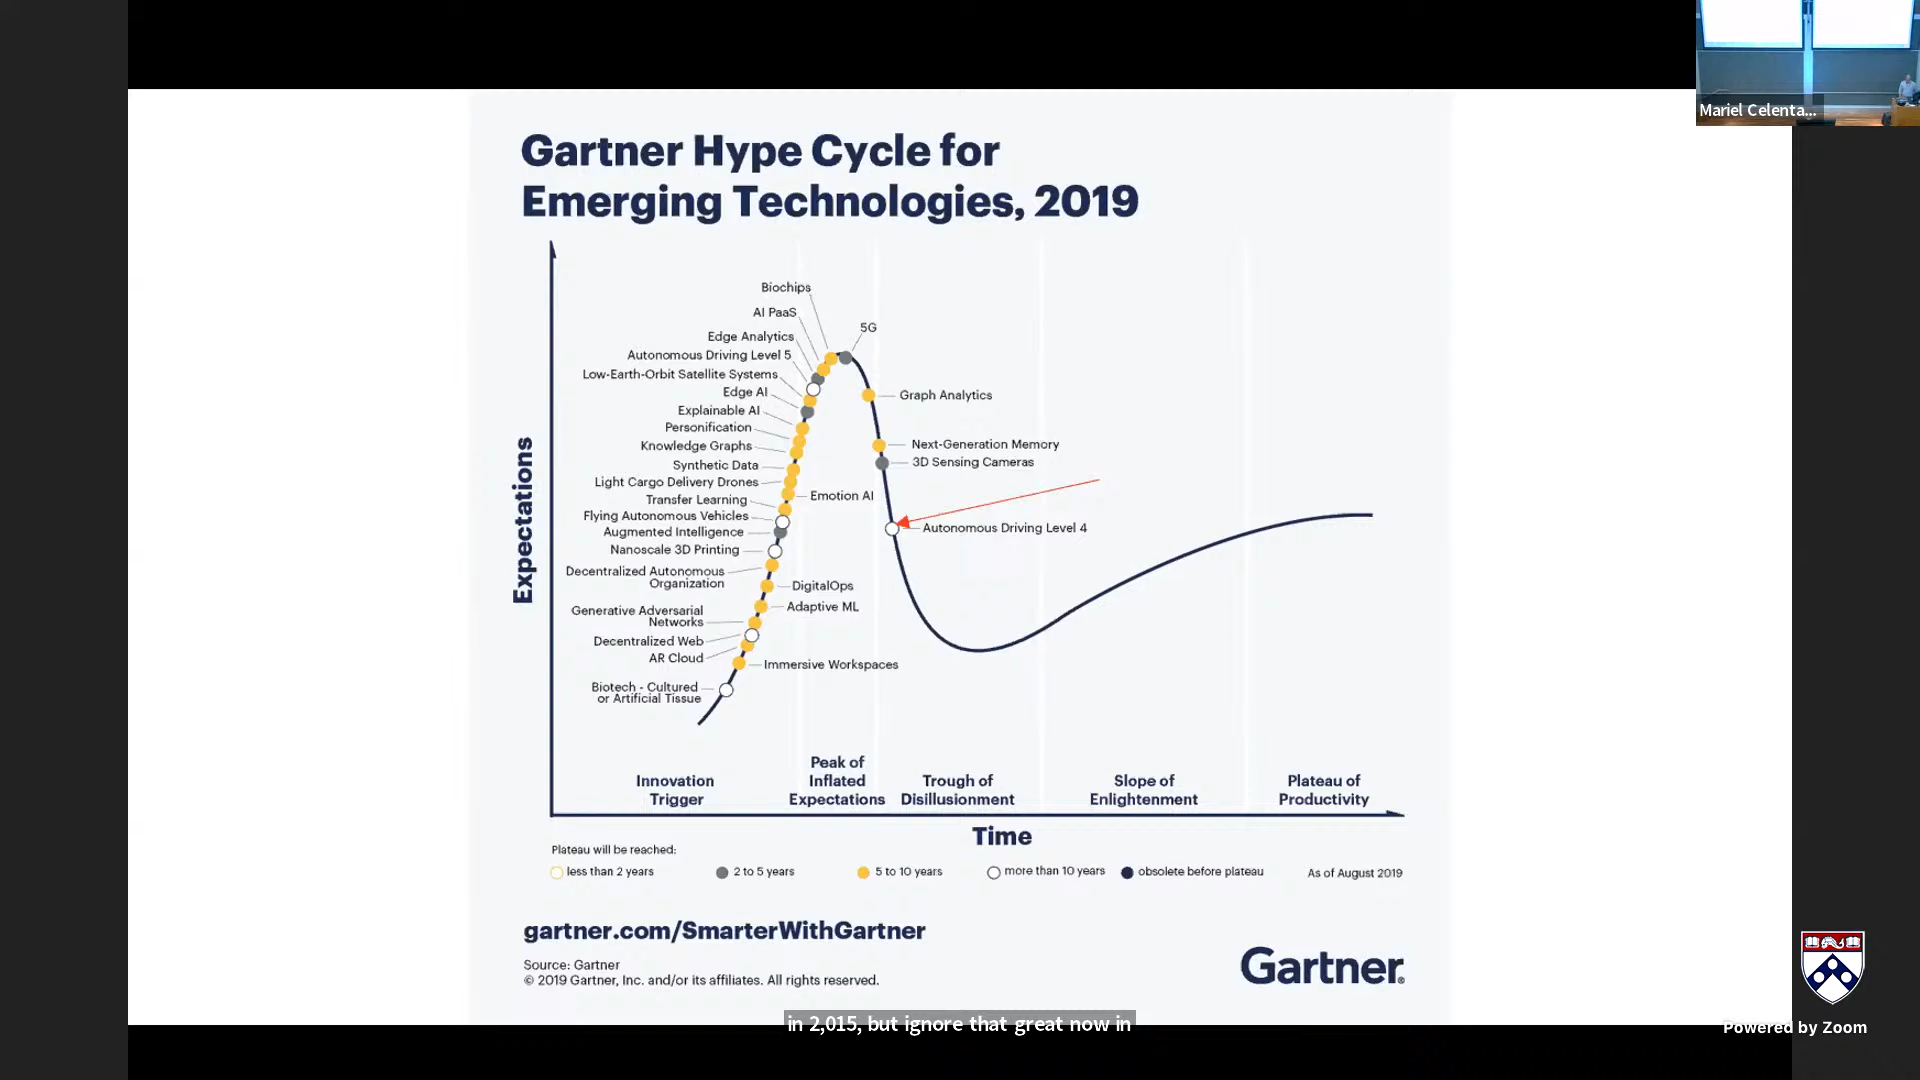 Mariel Celenta...
Gartner Hype Cycle for
Emerging Technologies, 2019
Expectations
Biochips
AI PaaS
Edge Analytics
Autonomous Driving Level 5
Low-Earth-Orbit Satellite Systems
Edge AI
Explainable AI
Personification
Knowledge Graphs
Synthetic Data
Light Cargo Delivery Drones
Transfer Learning
Flying Autonomous Vehicles
Augmented Intelligence
Nanoscale 3D Printing
Decentralized Autonomous
Organization
Generative Adversarial
Networks
Decentralized Web
AR Cloud
Biotech - Cultured
or Artificial Tissue
5G
Graph Analytics
Next-Generation Memory
3D Sensing Cameras
Emotion AI
Autonomous Driving Level 4
DigitalOps
Adaptive ML
Immersive Workspaces
Innovation
Trigger
Peak of
Inflated
Expectations
Trough of
Disillusionment
Slope of
Enlightenment
Plateau of
Productivity
Time
Plateau will be reached:
less than 2 years
2 to 5 years
5 to 10 years
more than 10 years
obsolete before plateau
As of August 2019
gartner.com/SmarterWithGartner
Source: Gartner
© 2019 Gartner, Inc. and/or its affiliates. All rights reserved.
Gartner®
in 2,015, but ignore that great now in
Powered by Zoom